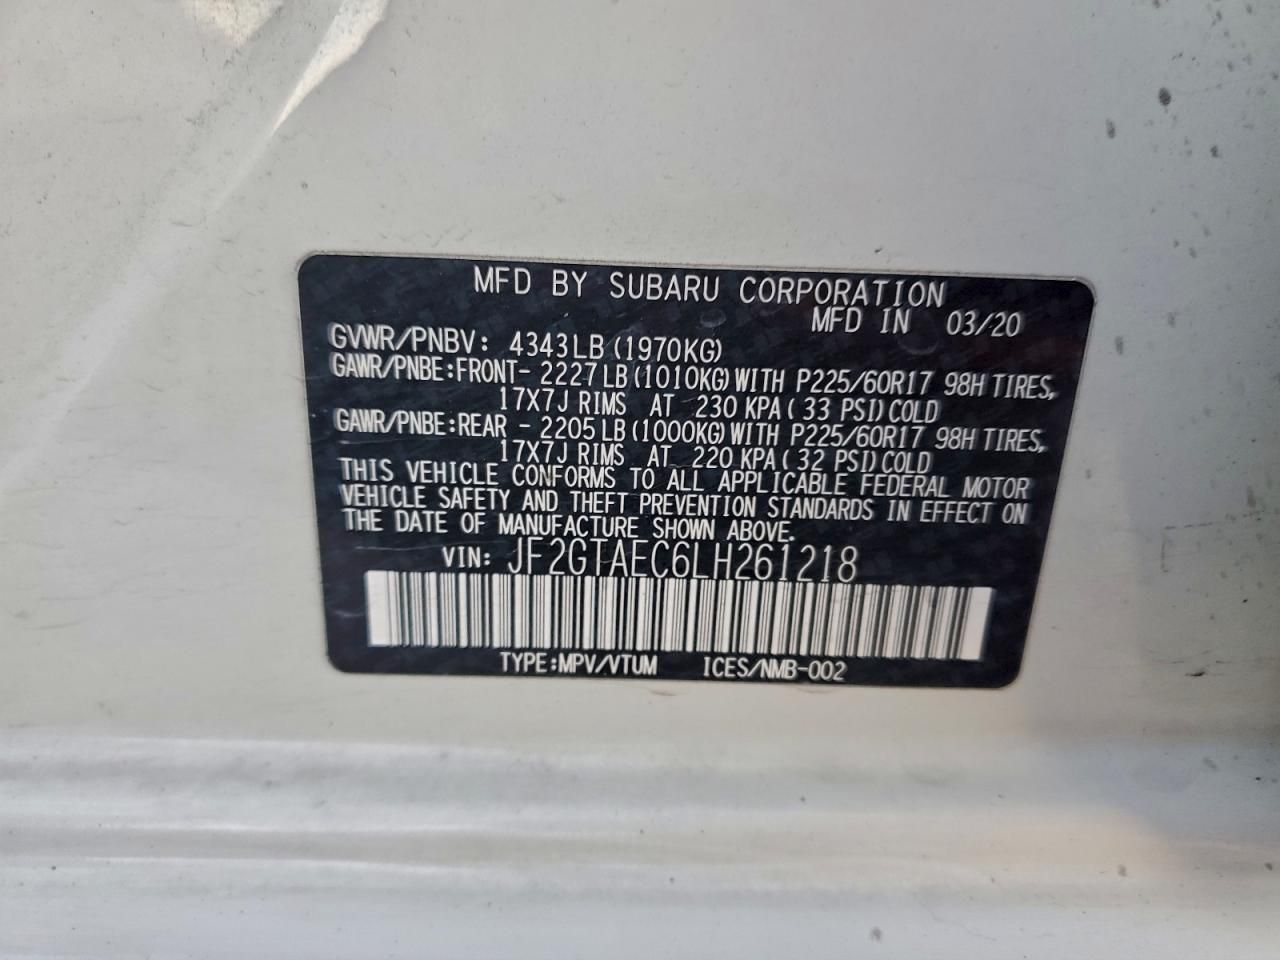 MFD BY SUBARU CORPORATION
MFD IN 03/20
GVWR/PNBV: 4343LB (1970KG)
GAWR/PNBE:FRONT- 2227LB (1010KG) WITH P225/60R17 98H TIRES,
17X7J RIMS AT 230 KPA ( 33 PSI) COLD
GAWR/PNBE:REAR - 2205LB (1000KG) WITH P225/60R17 98H TIRES,
17X7J RIMS AT 220 KPA ( 32 PSI) COLD
THIS VEHICLE CONFORMS TO ALL APPLICABLE FEDERAL MOTOR
VEHICLE SAFETY AND THEFT PREVENTION STANDARDS IN EFFECT ON
THE DATE OF MANUFACTURE SHOWN ABOVE.
VIN: JF2GTAEC6LH261218
TYPE:MPV/VTUM ICES/NMB-002